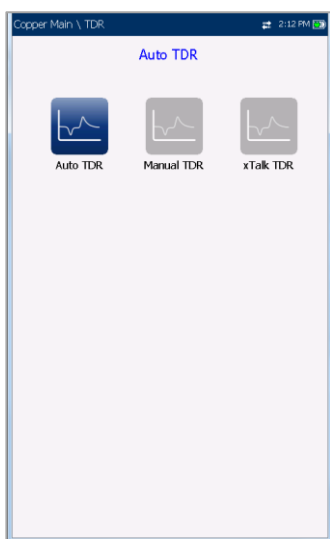 Copper Main \ TDR 2:12 PM
Auto TDR
Auto TDR Manual TDR xTalk TDR